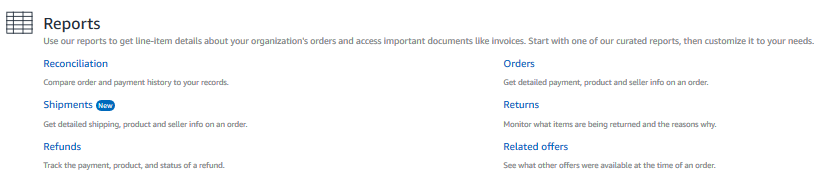 Reports
Use our reports to get line-item details about your organization's orders and access important documents like invoices. Start with one of our curated reports, then customize it to your needs.
Reconciliation
Compare order and payment history to your records.
Orders
Get detailed payment, product and seller info on an order.
Shipments New
Get detailed shipping, product and seller info on an order.
Returns
Monitor what items are being returned and the reasons why.
Refunds
Track the payment, product, and status of a refund.
Related offers
See what other offers were available at the time of an order.